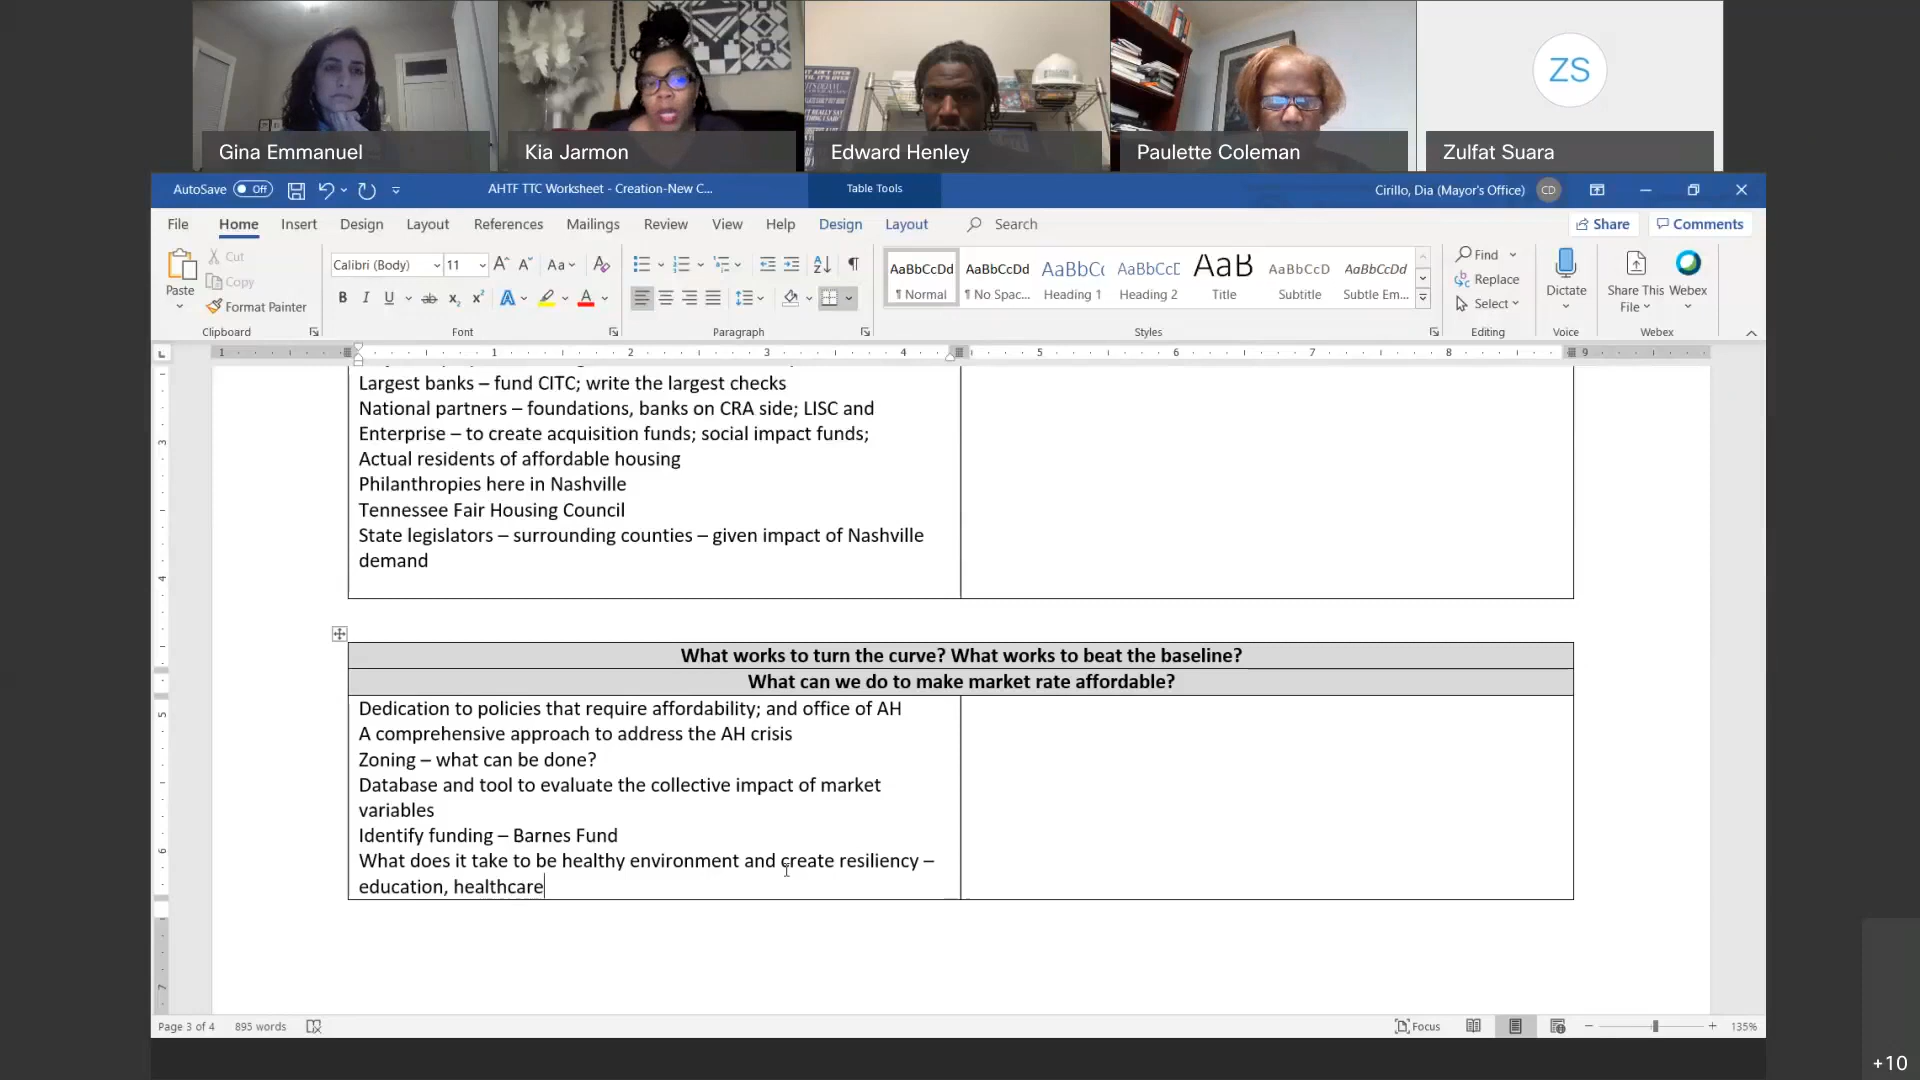 ZS
Gina Emmanuel
Kia Jarmon
Edward Henley
Paulette Coleman
Zulfat Suara
AutoSave Off
AHTF TTC Worksheet - Creation-New C...
Table Tools
Cirillo, Dia (Mayor's Office) CD
File Home Insert Design Layout References Mailings Review View Help Design Layout Search
Share Comments
Paste
Cut
Copy
Format Painter
Clipboard
Calibri (Body) 11
Font
Paragraph
AaBbCcDd AaBbCcDd AaBbCc AaBbCcE AaB AaBbCcD AaBbCcDd
¶ Normal ¶ No Spac... Heading 1 Heading 2 Title Subtitle Subtle Em...
Styles
Find
Replace
Select
Editing
Dictate
Voice
Share This File
Webex
Webex
1 1 2 3 4 5 6 7 8 9
Largest banks – fund CITC; write the largest checks
National partners – foundations, banks on CRA side; LISC and
Enterprise – to create acquisition funds; social impact funds;
Actual residents of affordable housing
Philanthropies here in Nashville
Tennessee Fair Housing Council
State legislators – surrounding counties – given impact of Nashville
demand
What works to turn the curve? What works to beat the baseline?
What can we do to make market rate affordable?
Dedication to policies that require affordability; and office of AH
A comprehensive approach to address the AH crisis
Zoning – what can be done?
Database and tool to evaluate the collective impact of market
variables
Identify funding – Barnes Fund
What does it take to be healthy environment and create resiliency –
education, healthcare
Page 3 of 4 895 words
Focus
135%
+10